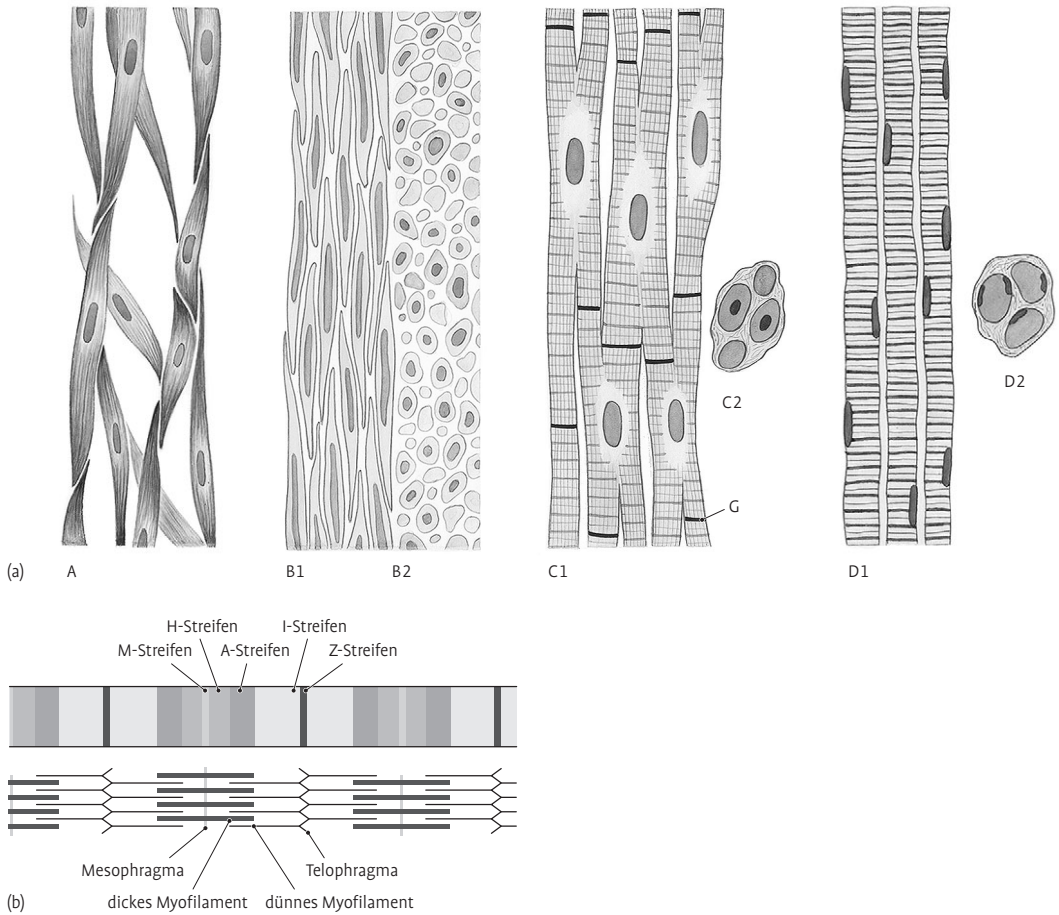 C2
D2
G
(a) A B1 B2 C1 D1
H-Streifen I-Streifen
M-Streifen A-Streifen Z-Streifen
Mesophragma Telophragma
(b) dickes Myofilament dünnes Myofilament